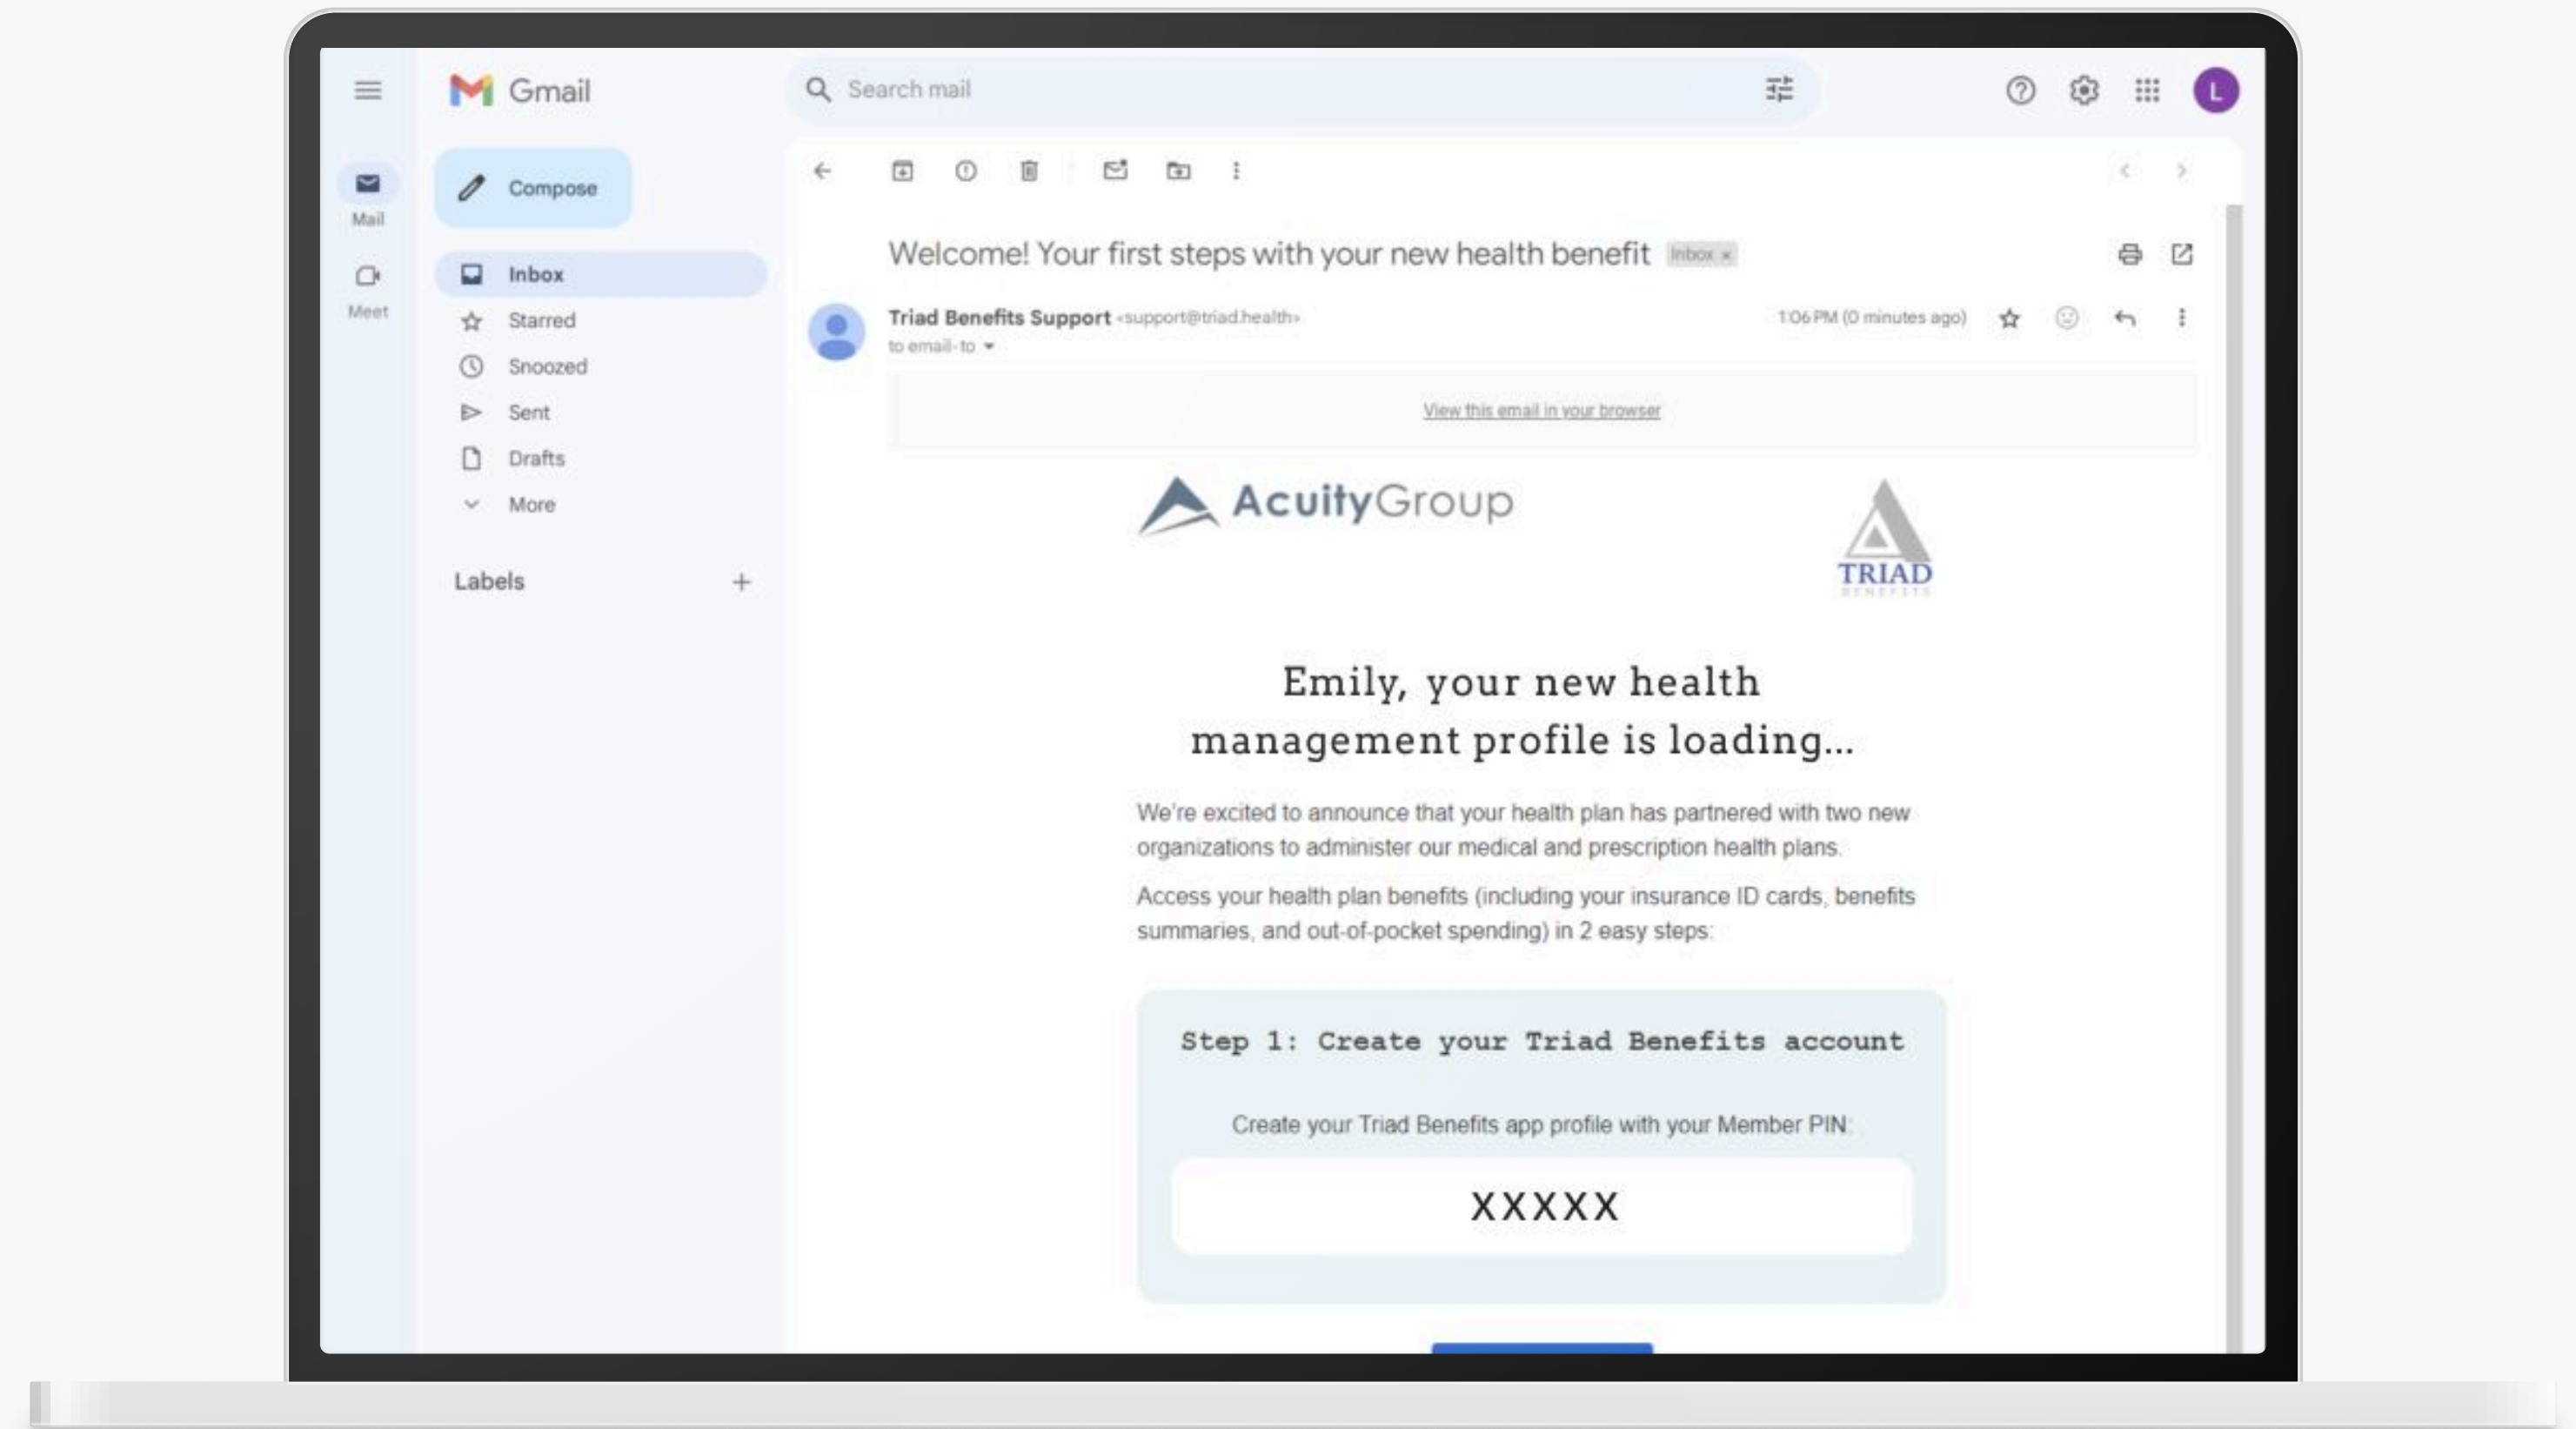 Gmail
Search mail
L
Mail
Compose
Meet
Inbox
Starred
Snoozed
Sent
Drafts
More
Labels
Welcome! Your first steps with your new health benefit Inbox x
Triad Benefits Support <support@triad.health> 1:06 PM (0 minutes ago)
to email-to
View this email in your browser
AcuityGroup
TRIAD
BENEFITS
Emily, your new health
management profile is loading...
We're excited to announce that your health plan has partnered with two new
organizations to administer our medical and prescription health plans.
Access your health plan benefits (including your insurance ID cards, benefits
summaries, and out-of-pocket spending) in 2 easy steps:
Step 1: Create your Triad Benefits account
Create your Triad Benefits app profile with your Member PIN:
XXXXX